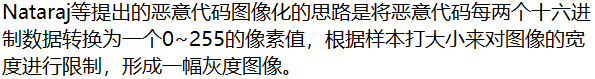 Nataraj等提出的恶意代码图像化的思路是将恶意代码每两个十六进
制数据转换为一个0~255的像素值，根据样本打大小来对图像的宽
度进行限制，形成一幅灰度图像。